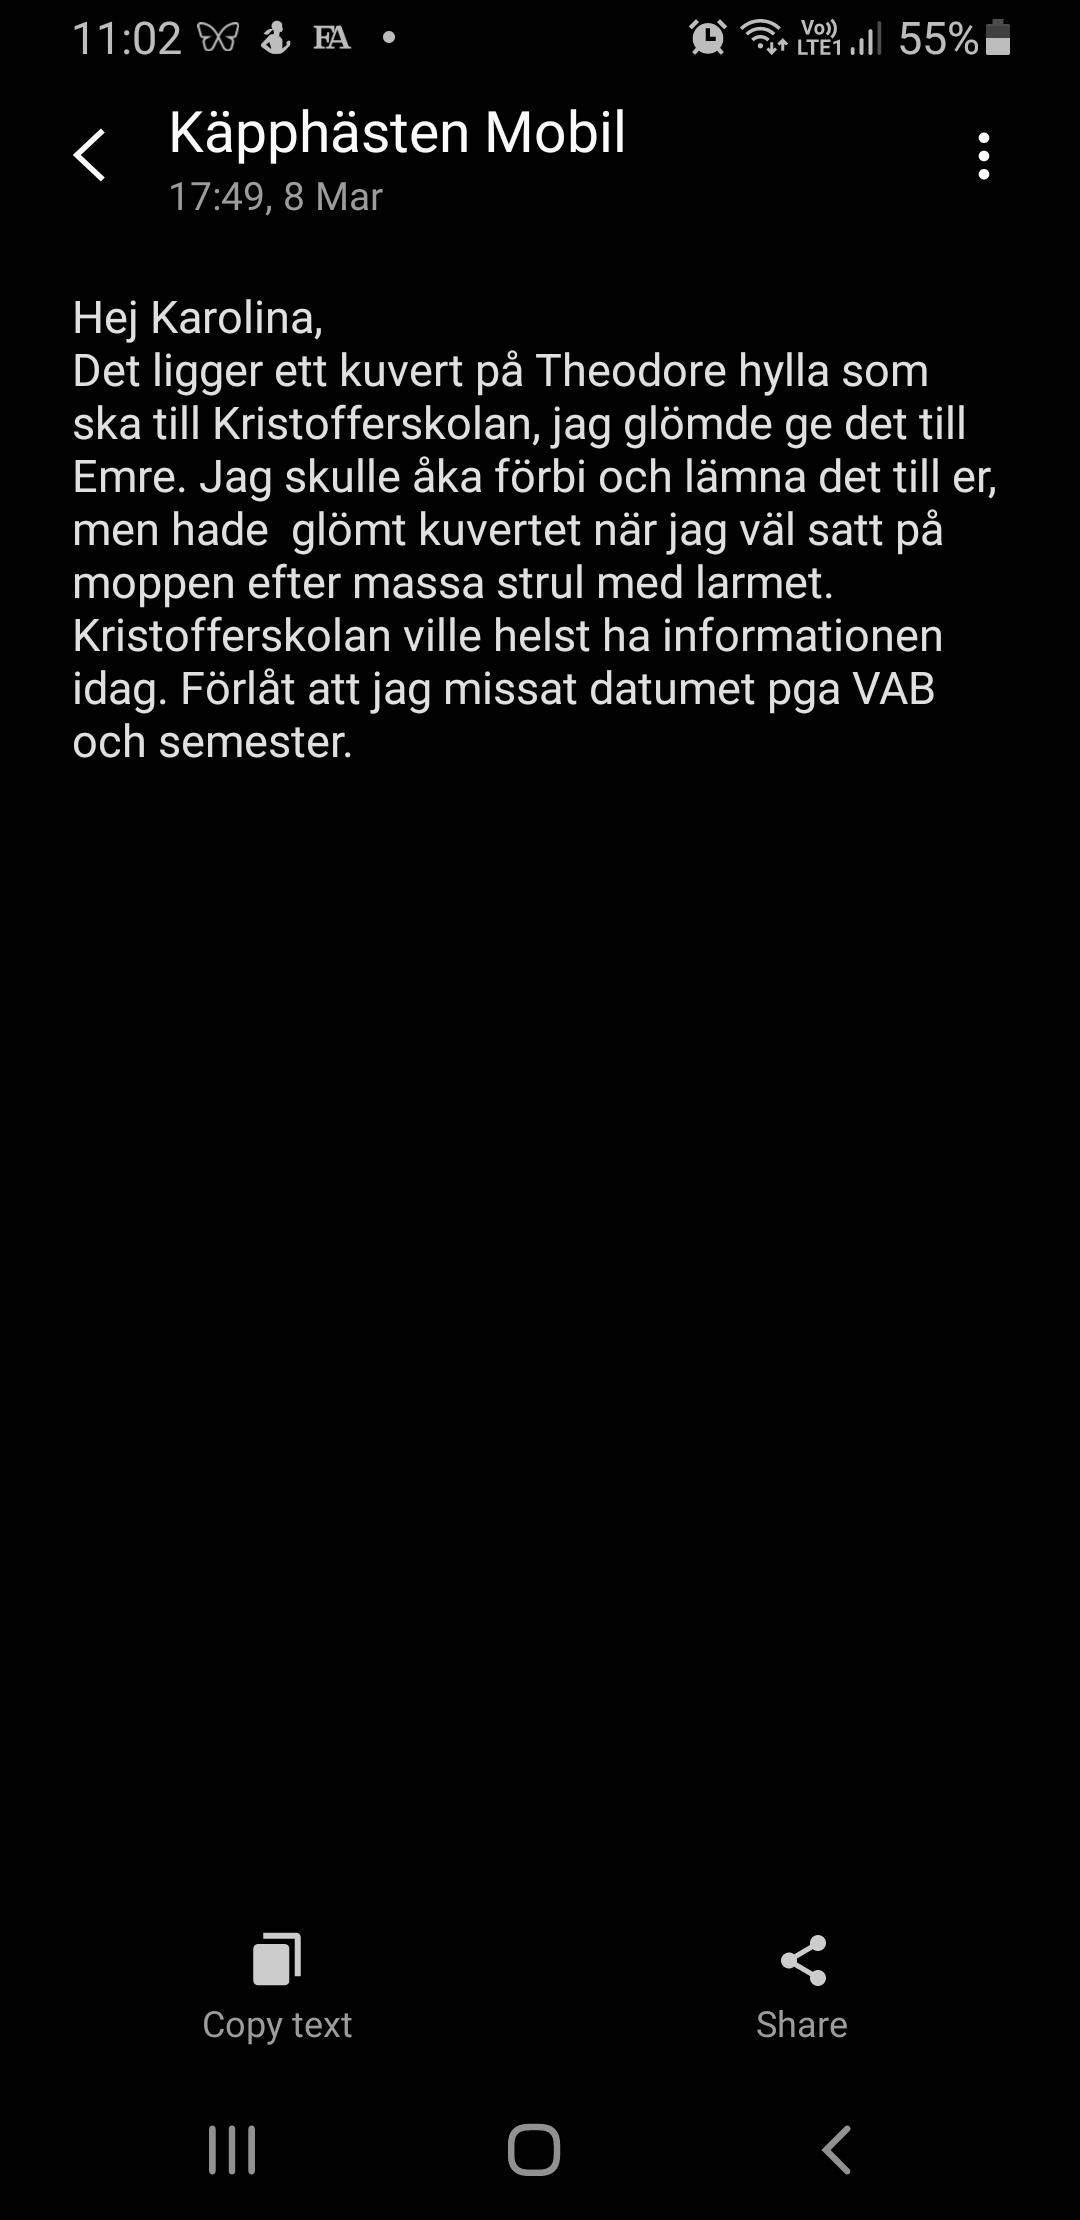 11:02 FA
Vo)) LTE1 55%
Käpphästen Mobil
17:49, 8 Mar
Hej Karolina,
Det ligger ett kuvert på Theodore hylla som
ska till Kristofferskolan, jag glömde ge det till
Emre. Jag skulle åka förbi och lämna det till er,
men hade  glömt kuvertet när jag väl satt på
moppen efter massa strul med larmet.
Kristofferskolan ville helst ha informationen
idag. Förlåt att jag missat datumet pga VAB
och semester.
Copy text
Share